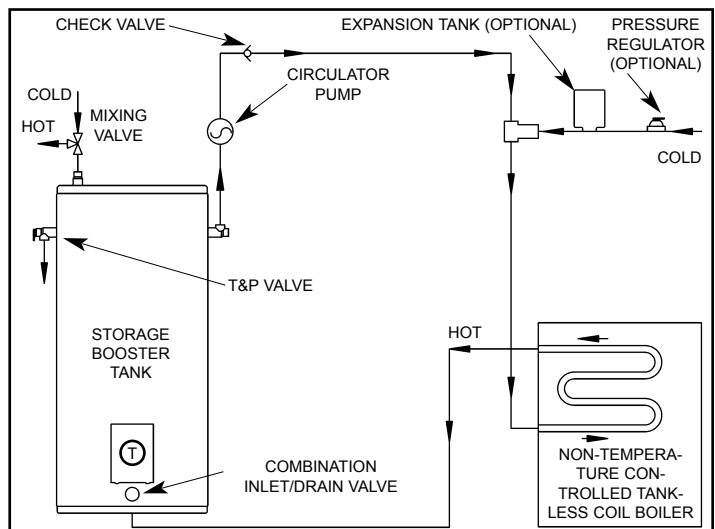 CHECK VALVE
EXPANSION TANK (OPTIONAL)
PRESSURE
REGULATOR
(OPTIONAL)
COLD
HOT
MIXING
VALVE
CIRCULATOR
PUMP
COLD
T&P VALVE
STORAGE
BOOSTER
TANK
HOT
T
COMBINATION
INLET/DRAIN VALVE
NON-TEMPERA-
TURE CON-
TROLLED TANK-
LESS COIL BOILER